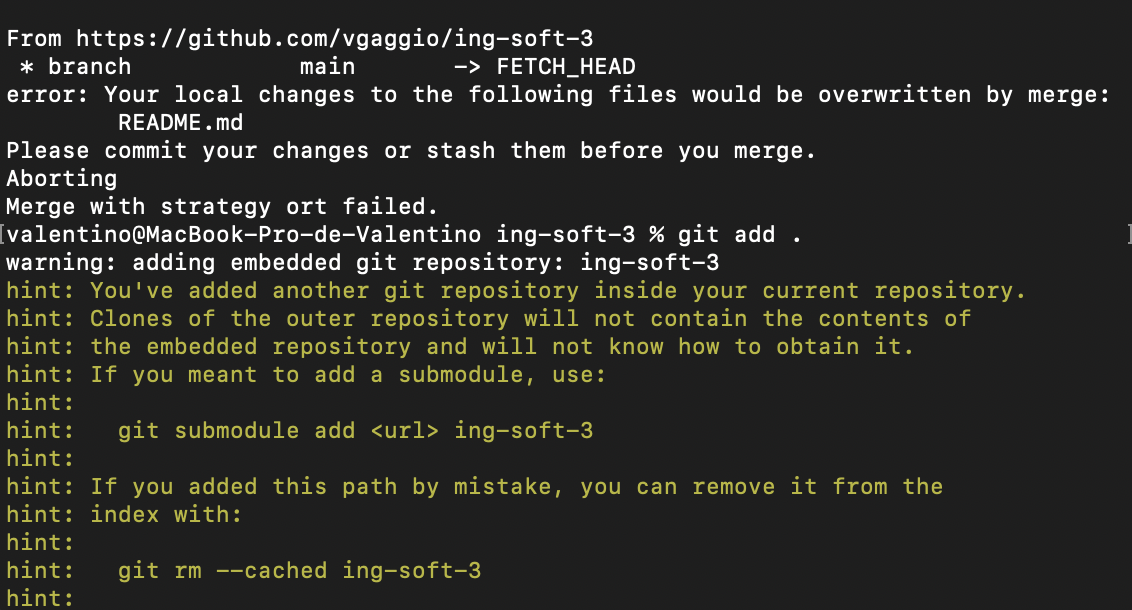 From https://github.com/vgaggio/ing-soft-3
 * branch            main       -> FETCH_HEAD
error: Your local changes to the following files would be overwritten by merge:
        README.md
Please commit your changes or stash them before you merge.
Aborting
Merge with strategy ort failed.
[valentino@MacBook-Pro-de-Valentino ing-soft-3 % git add . ]
warning: adding embedded git repository: ing-soft-3
hint: You've added another git repository inside your current repository.
hint: Clones of the outer repository will not contain the contents of
hint: the embedded repository and will not know how to obtain it.
hint: If you meant to add a submodule, use:
hint:
hint:   git submodule add <url> ing-soft-3
hint:
hint: If you added this path by mistake, you can remove it from the
hint: index with:
hint:
hint:   git rm --cached ing-soft-3
hint: